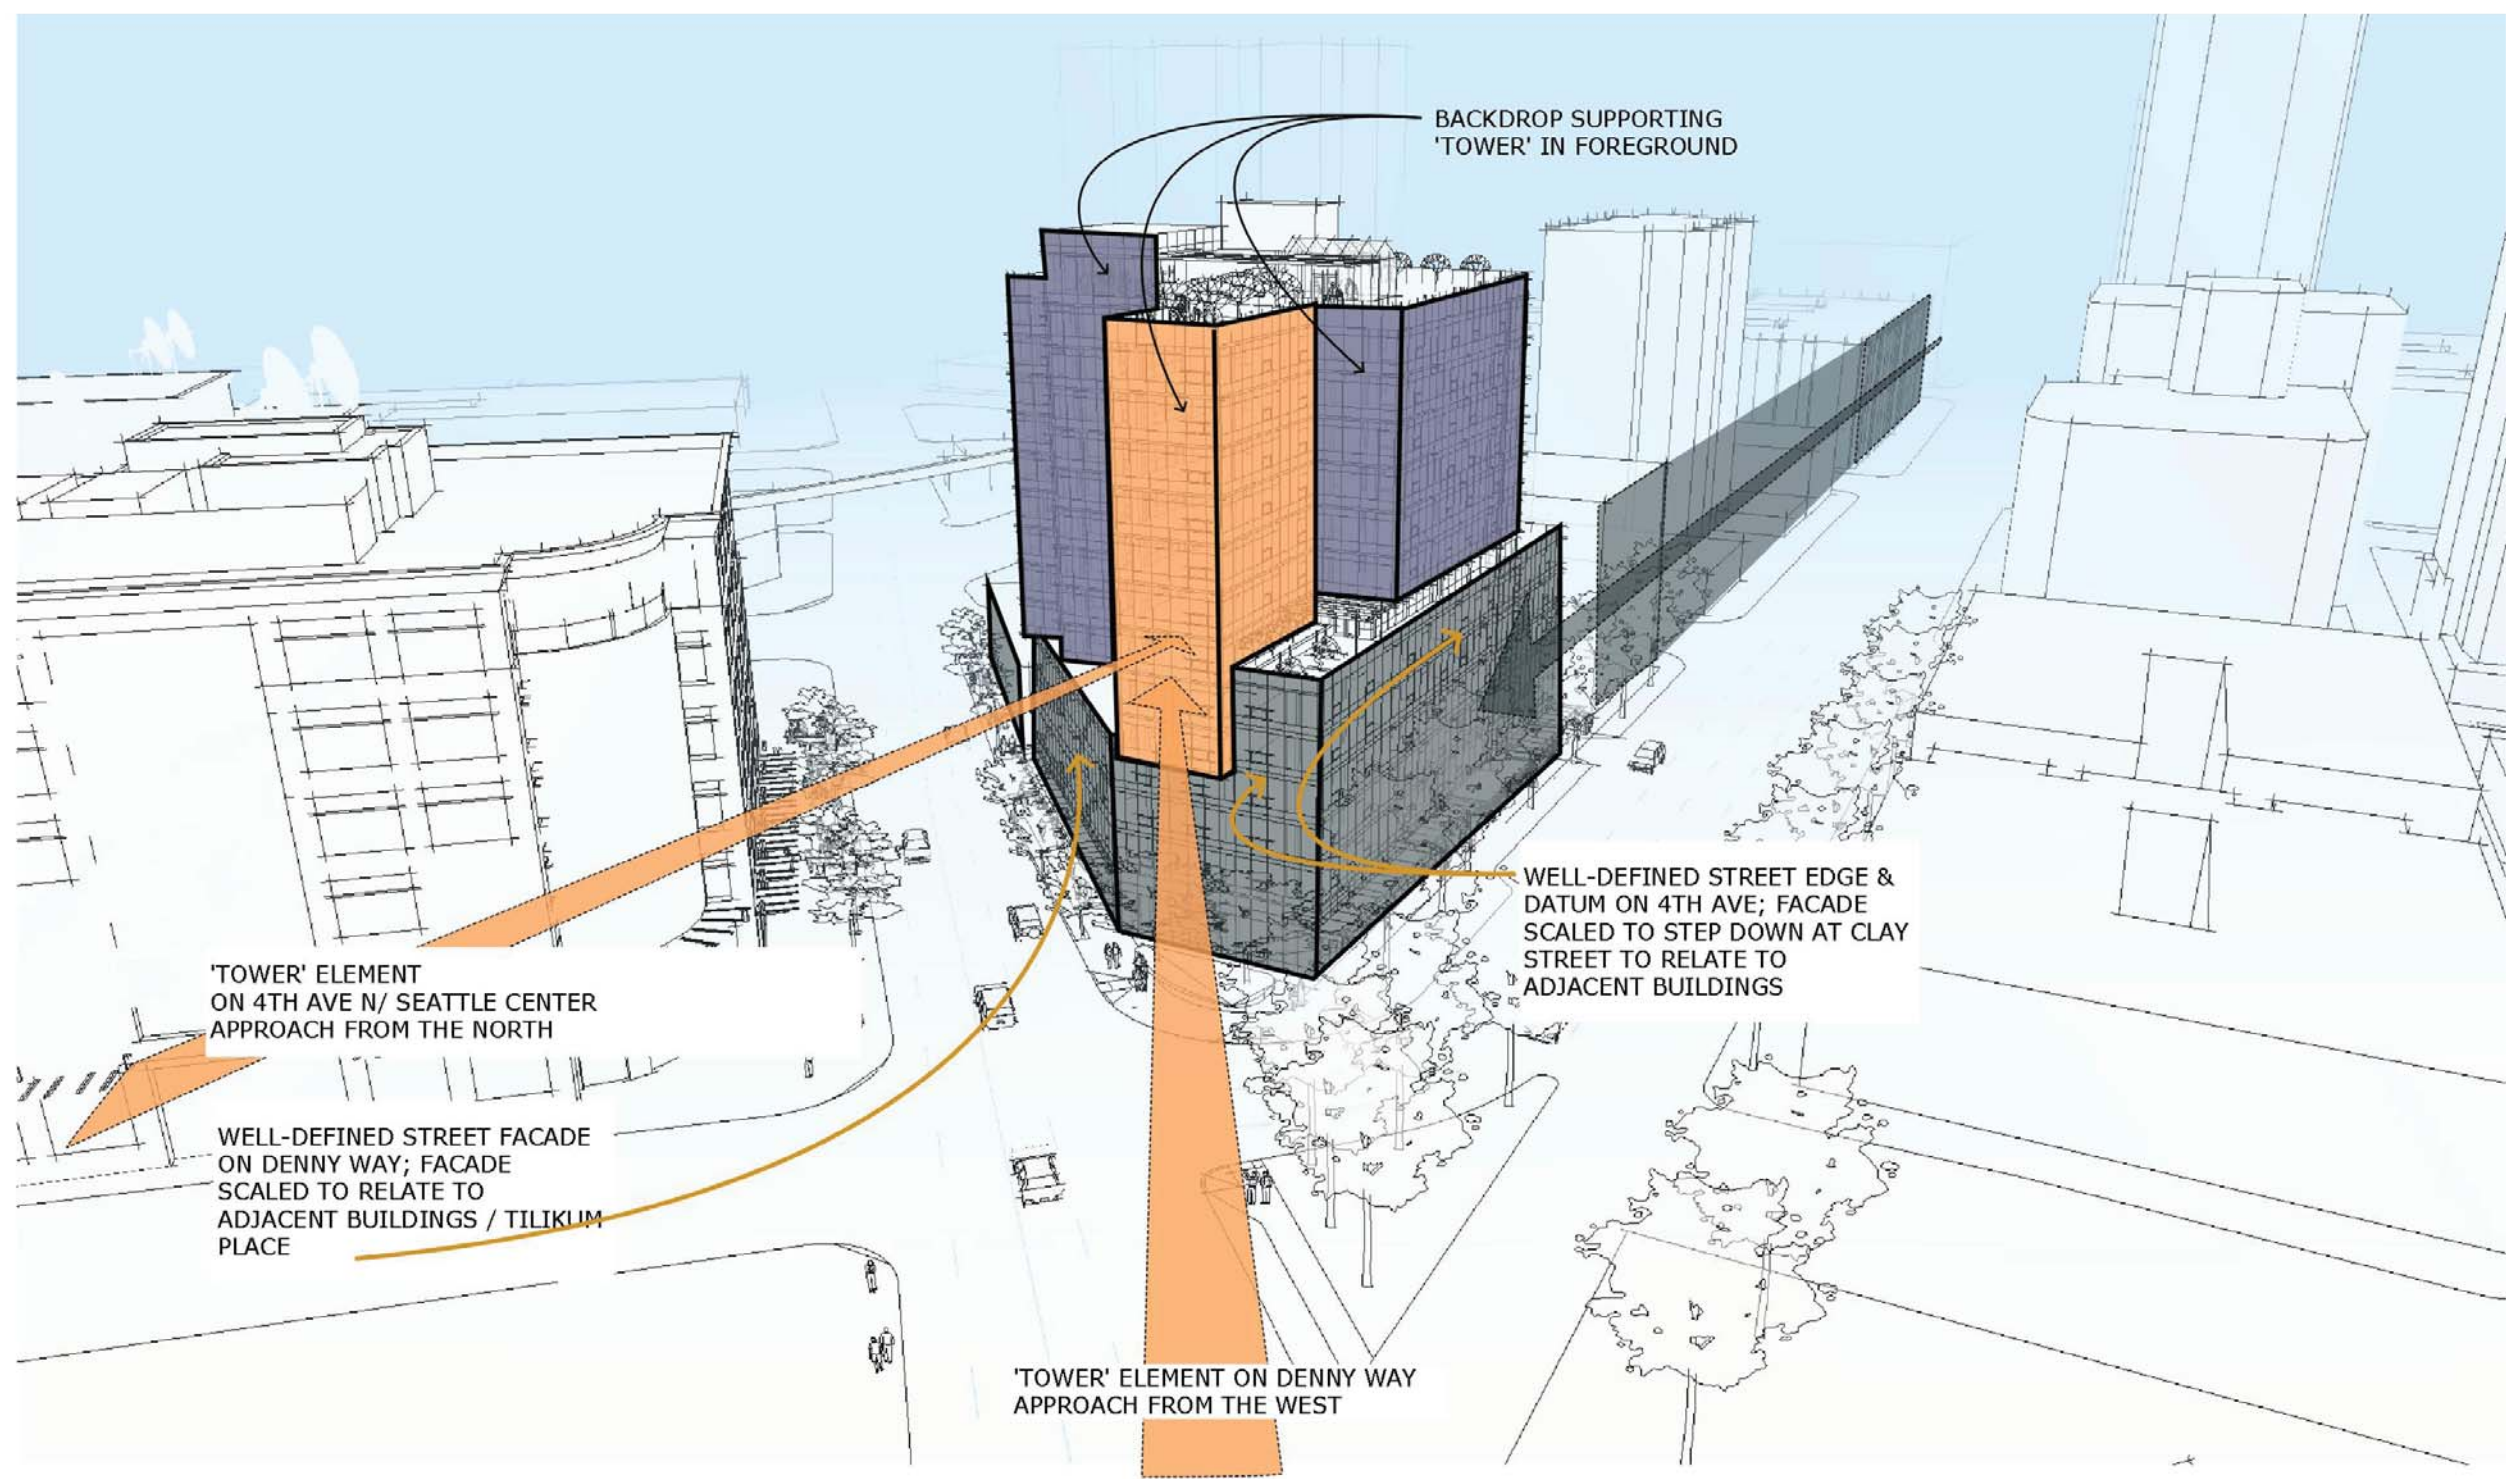 BACKDROP SUPPORTING
'TOWER' IN FOREGROUND
WELL-DEFINED STREET EDGE &
DATUM ON 4TH AVE; FACADE
SCALED TO STEP DOWN AT CLAY
STREET TO RELATE TO
ADJACENT BUILDINGS
'TOWER' ELEMENT
ON 4TH AVE N/ SEATTLE CENTER
APPROACH FROM THE NORTH
WELL-DEFINED STREET FACADE
ON DENNY WAY; FACADE
SCALED TO RELATE TO
ADJACENT BUILDINGS / TILIKUM
PLACE
'TOWER' ELEMENT ON DENNY WAY
APPROACH FROM THE WEST